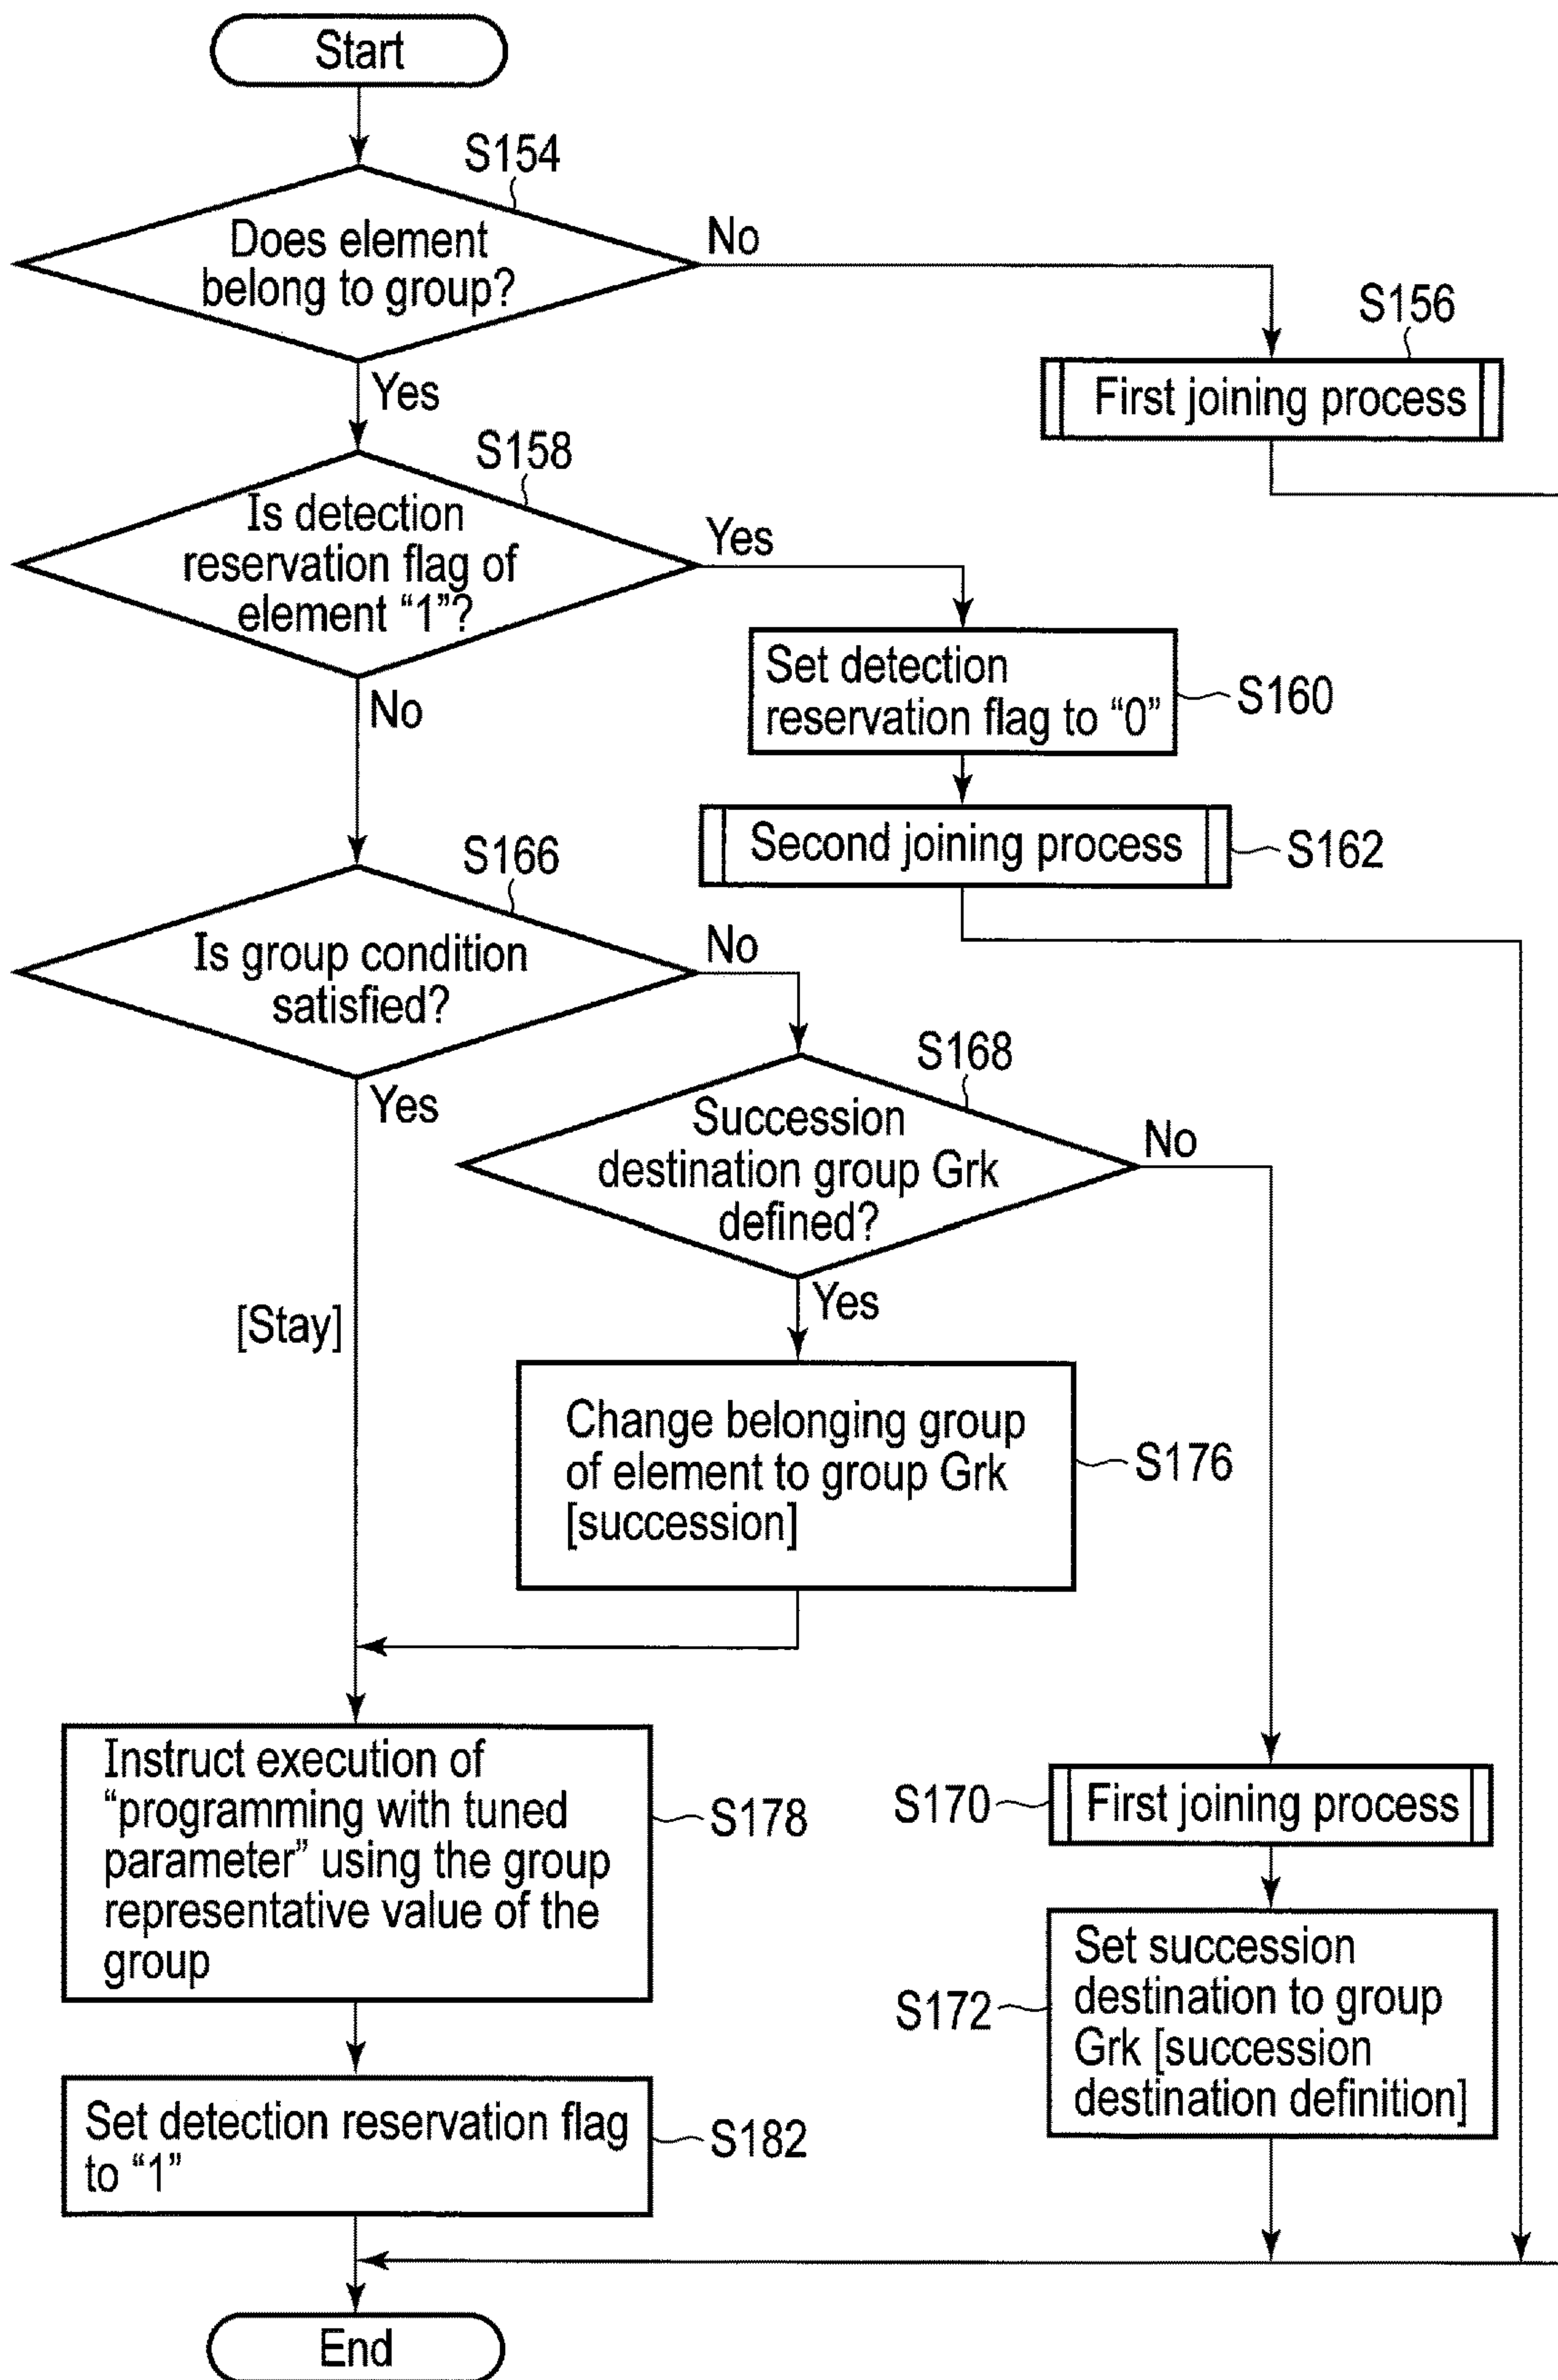 Start
S154
Does element
belong to group?
No
S156
First joining process
Yes
S158
Is detection
reservation flag of
element “1”?
Yes
Set detection
reservation flag to “0”
S160
No
Second joining process
S162
S166
Is group condition
satisfied?
No
S168
Succession
destination group Grk
defined?
No
Yes
Yes
[Stay]
Change belonging group
of element to group Grk
[succession]
S176
Instruct execution of
“programming with tuned
parameter” using the group
representative value of the
group
S178
S170
First joining process
S172
Set succession
destination to group
Grk [succession
destination definition]
Set detection reservation flag
to “1”
S182
End